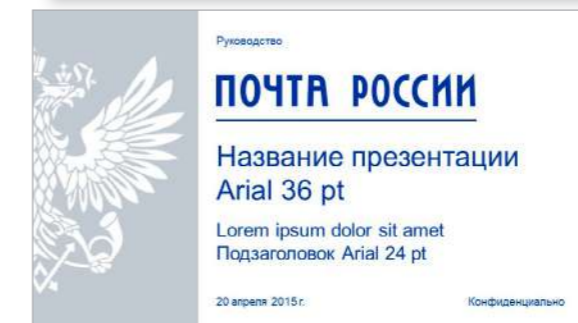 Руководство
ПОЧТА РОССИИ
Название презентации
Arial 36 pt
Lorem ipsum dolor sit amet
Подзаголовок Arial 24 pt
20 апреля 2015 г. Конфиденциально